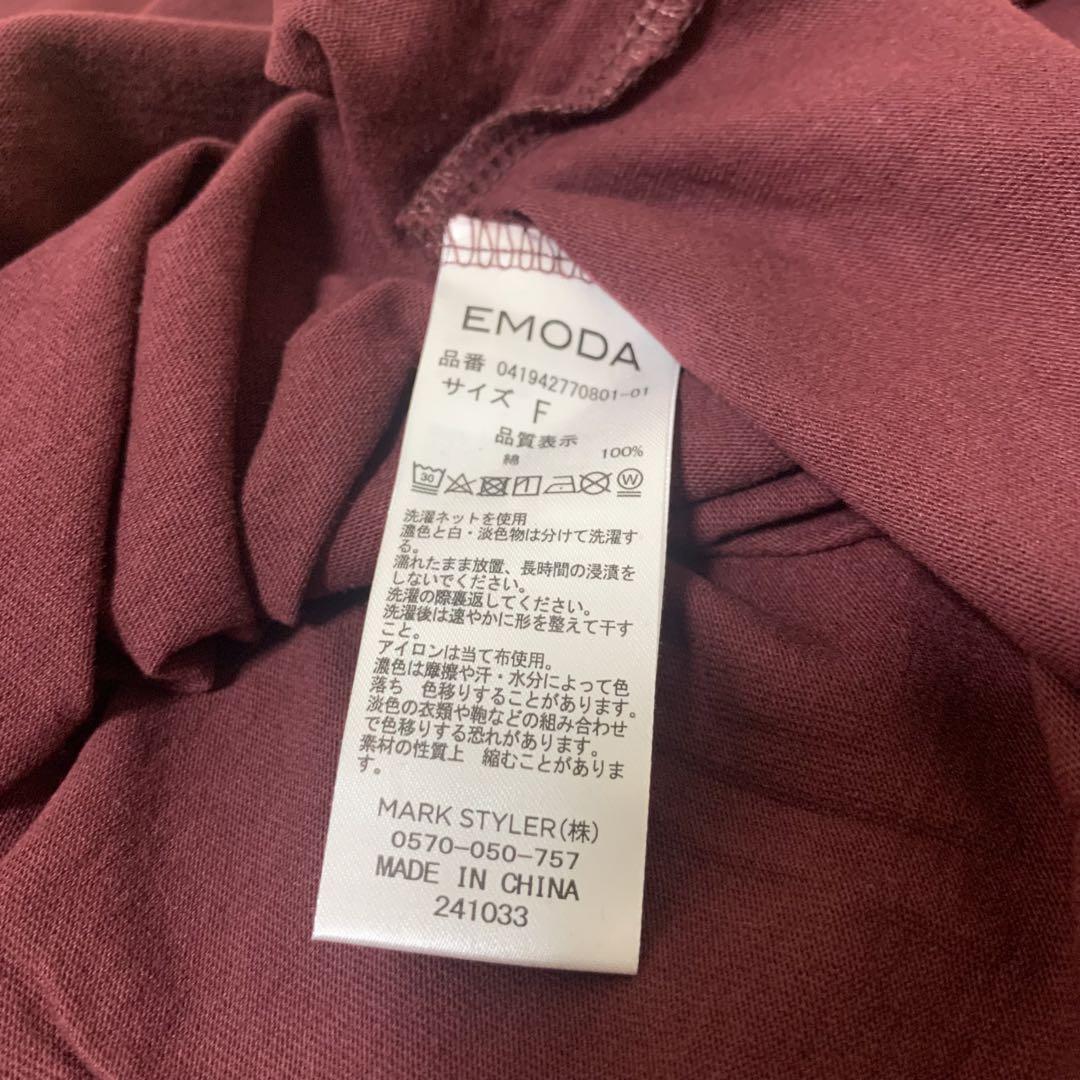 EMODA
品番 041942770801-01
サイズ F
品質表示
綿 100%
30 W
洗濯ネットを使用
濃色と白・淡色物は分けて洗濯す
る。
濡れたまま放置、長時間の浸漬を
しないでください。
洗濯の際裏返してください。
洗濯後は速やかに形を整えて干す
こと。
アイロンは当て布使用。
濃色は摩擦や汗・水分によって色
落ち 色移りすることがあります。
淡色の衣類や鞄などの組み合わせ
で色移りする恐れがあります。
素材の性質上 縮むことがありま
す。
MARK STYLER(株)
0570-050-757
MADE IN CHINA
241033